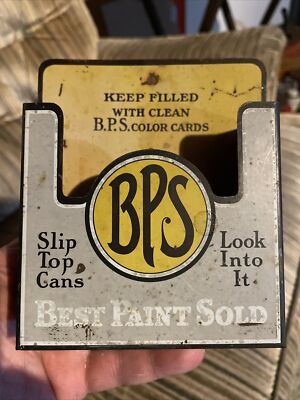 KEEP FILLED
WITH CLEAN
B.P.S. COLOR CARDS
BPS
Slip
Top
Cans
Look
Into
It
BEST PAINT SOLD